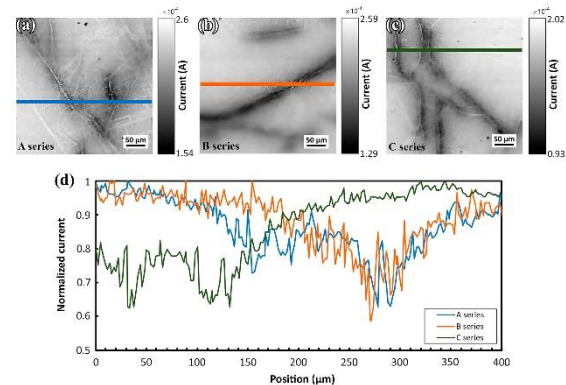 (a)
×10⁻⁴
2.6
Current (A)
1.54
50 µm
A series
(b)
×10⁻⁴
2.59
Current (A)
1.29
50 µm
B series
(c)
×10⁻⁴
2.02
Current (A)
0.93
50 µm
C series
(d)
Normalized current
1
0.9
0.8
0.7
0.6
0.5
A series
B series
C series
0 50 100 150 200 250 300 350 400
Position (µm)